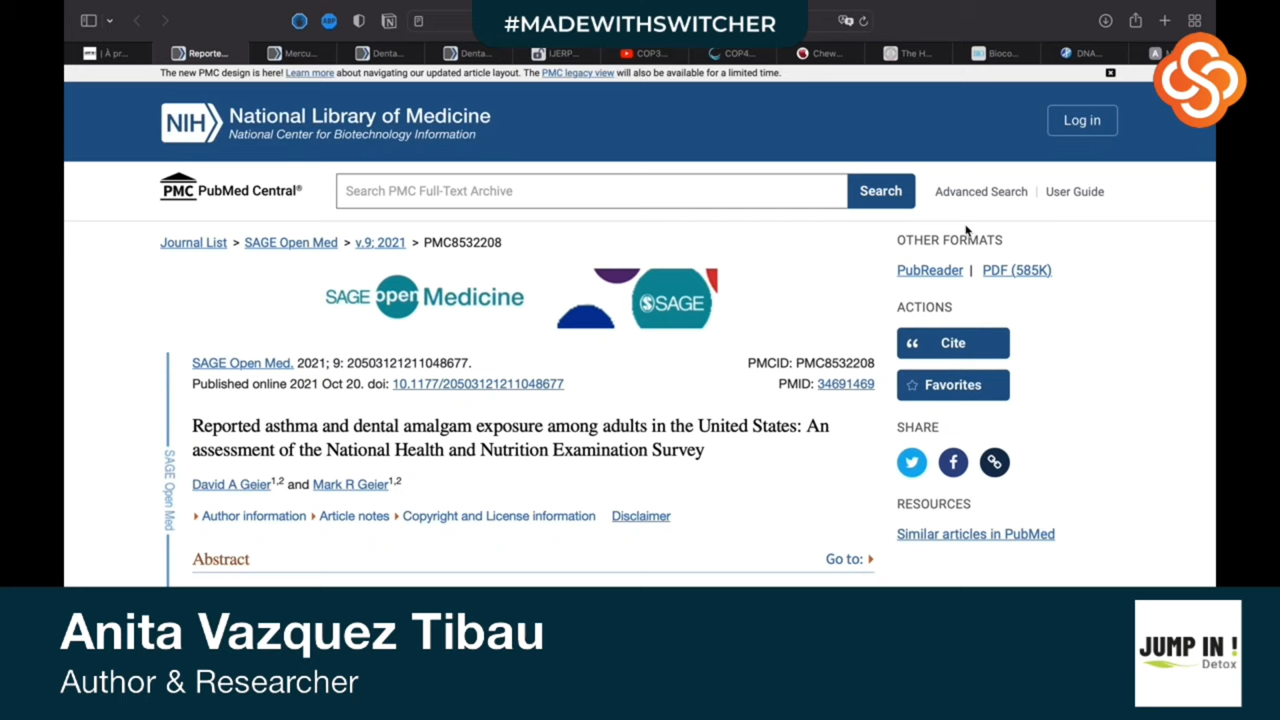 #MADEWITHSWITCHER
| À pr...
Reporte...
Mercu...
Denta...
Denta...
IJERP...
COP3...
COP4...
Chew...
The H...
Bioco...
DNA...
The new PMC design is here! Learn more about navigating our updated article layout. The PMC legacy view will also be available for a limited time.
NIH National Library of Medicine
National Center for Biotechnology Information
Log in
PMC PubMed Central®
Search PMC Full-Text Archive
Search
Advanced Search | User Guide
Journal List > SAGE Open Med > v.9; 2021 > PMC8532208
SAGE open Medicine
SAGE
OTHER FORMATS
PubReader | PDF (585K)
ACTIONS
Cite
Favorites
SHARE
RESOURCES
Similar articles in PubMed
SAGE Open Med
SAGE Open Med. 2021; 9: 20503121211048677.
PMCID: PMC8532208
Published online 2021 Oct 20. doi: 10.1177/20503121211048677
PMID: 34691469
Reported asthma and dental amalgam exposure among adults in the United States: An
assessment of the National Health and Nutrition Examination Survey
David A Geier1,2 and Mark R Geier1,2
Author information Article notes Copyright and License information Disclaimer
Abstract
Go to:
Anita Vazquez Tibau
Author & Researcher
JUMP IN !
Detox